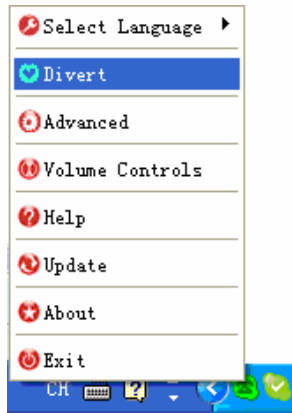 Select Language
Divert
Advanced
Volume Controls
Help
Update
About
Exit
CH